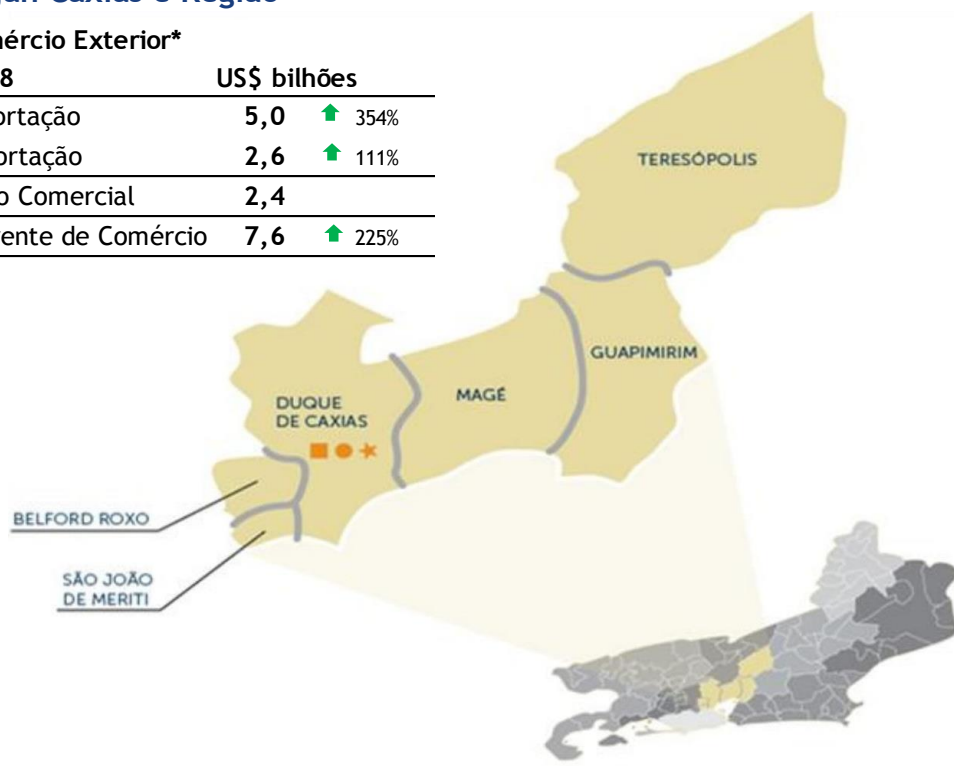 Caxias e Região
Comércio Exterior*
8 US$ bilhões
ortação 5,0 354%
ortação 2,6 111%
o Comercial 2,4
ente de Comércio 7,6 225%
TERESÓPOLIS
GUAPIMIRIM
MAGÉ
DUQUE
DE CAXIAS
BELFORD ROXO
SÃO JOÃO
DE MERITI